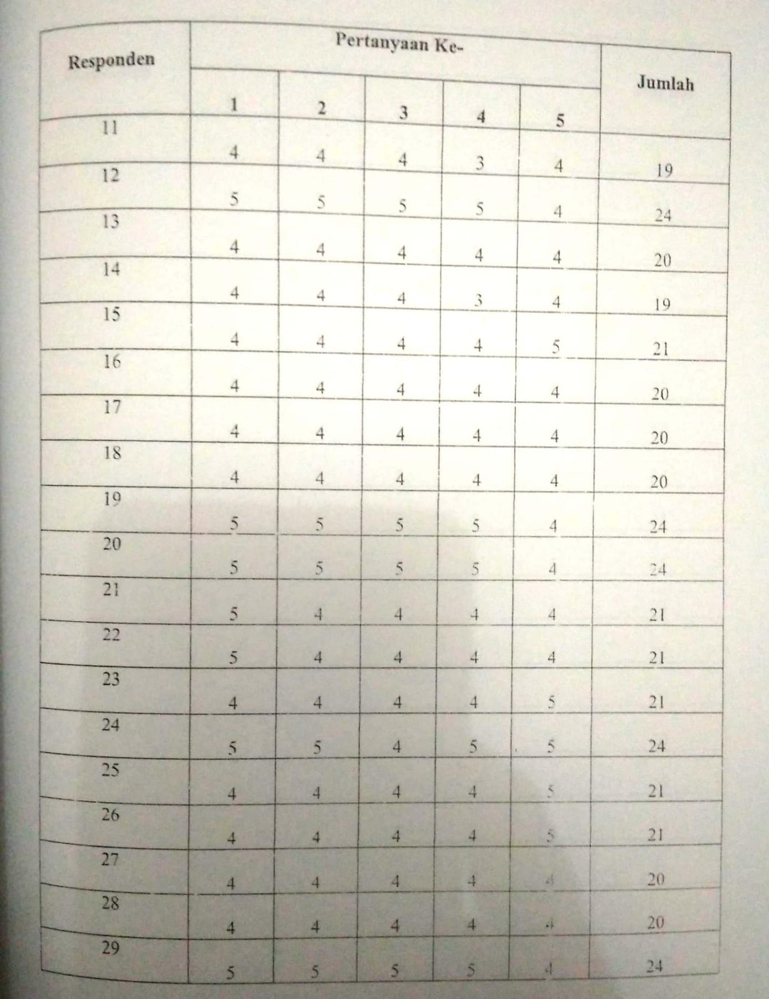 Responden Pertanyaan Ke- Jumlah
1 2 3 4 5
11 4 4 4 3 4 19
12 5 5 5 5 4 24
13 4 4 4 4 4 20
14 4 4 4 3 4 19
15 4 4 4 4 5 21
16 4 4 4 4 4 20
17 4 4 4 4 4 20
18 4 4 4 4 4 20
19 5 5 5 5 4 24
20 5 5 5 5 4 24
21 5 4 4 4 4 21
22 5 4 4 4 4 21
23 4 4 4 4 5 21
24 5 5 4 5 5 24
25 4 4 4 4 5 21
26 4 4 4 4 5 21
27 4 4 4 4 4 20
28 4 4 4 4 4 20
29 5 5 5 5 4 24